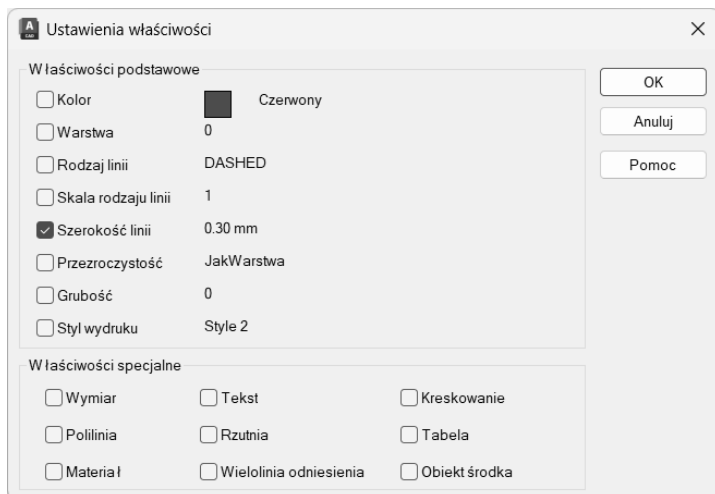 A CAD Ustawienia właściwości
Właściwości podstawowe
OK
Kolor Czerwony
Anuluj
Warstwa 0
Rodzaj linii DASHED
Pomoc
Skala rodzaju linii 1
Szerokość linii 0.30 mm
Przezroczystość JakWarstwa
Grubość 0
Styl wydruku Style 2
Właściwości specjalne
Wymiar Tekst Kreskowanie
Polilinia Rzutnia Tabela
Materiał Wielolinia odniesienia Obiekt środka